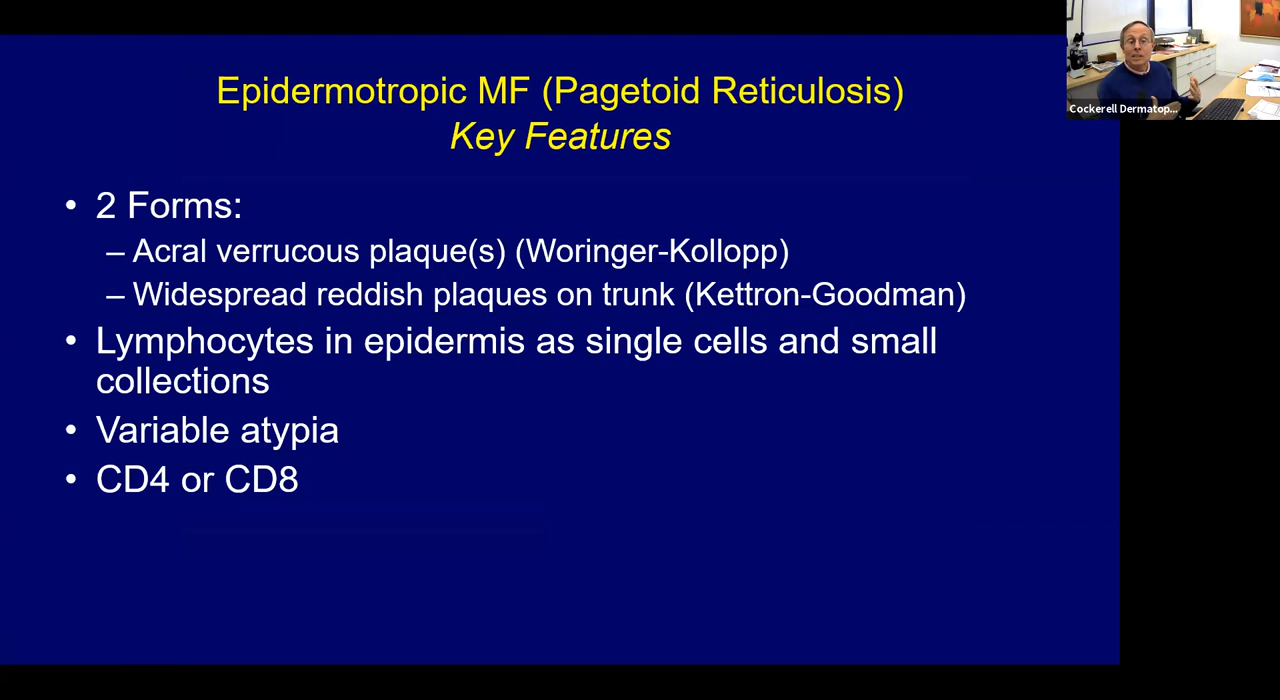 Epidermotropic MF (Pagetoid Reticulosis)
Key Features
• 2 Forms:
– Acral verrucous plaque(s) (Woringer-Kollopp)
– Widespread reddish plaques on trunk (Kettron-Goodman)
• Lymphocytes in epidermis as single cells and small
collections
• Variable atypia
• CD4 or CD8
Cockerell Dermatop...